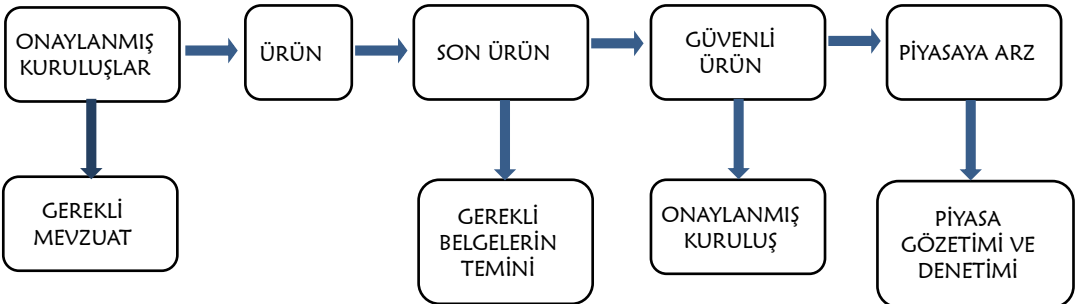 ONAYLANMIŞ
KURULUŞLAR
ÜRÜN
SON ÜRÜN
GÜVENLİ
ÜRÜN
PİYASAYA ARZ
GEREKLİ
MEVZUAT
GEREKLİ
BELGELERİN
TEMİNİ
ONAYLANMIŞ
KURULUŞ
PİYASA
GÖZETİMİ VE
DENETİMİ